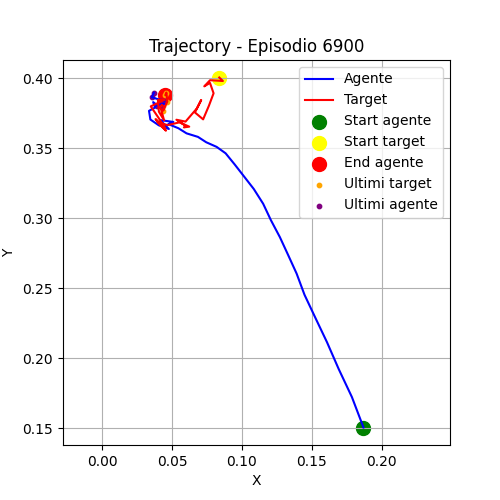 Trajectory - Episodio 6900
Y
0.40
0.35
0.30
0.25
0.20
0.15
Agente
Target
Start agente
Start target
End agente
Ultimi target
Ultimi agente
0.00 0.05 0.10 0.15 0.20
X